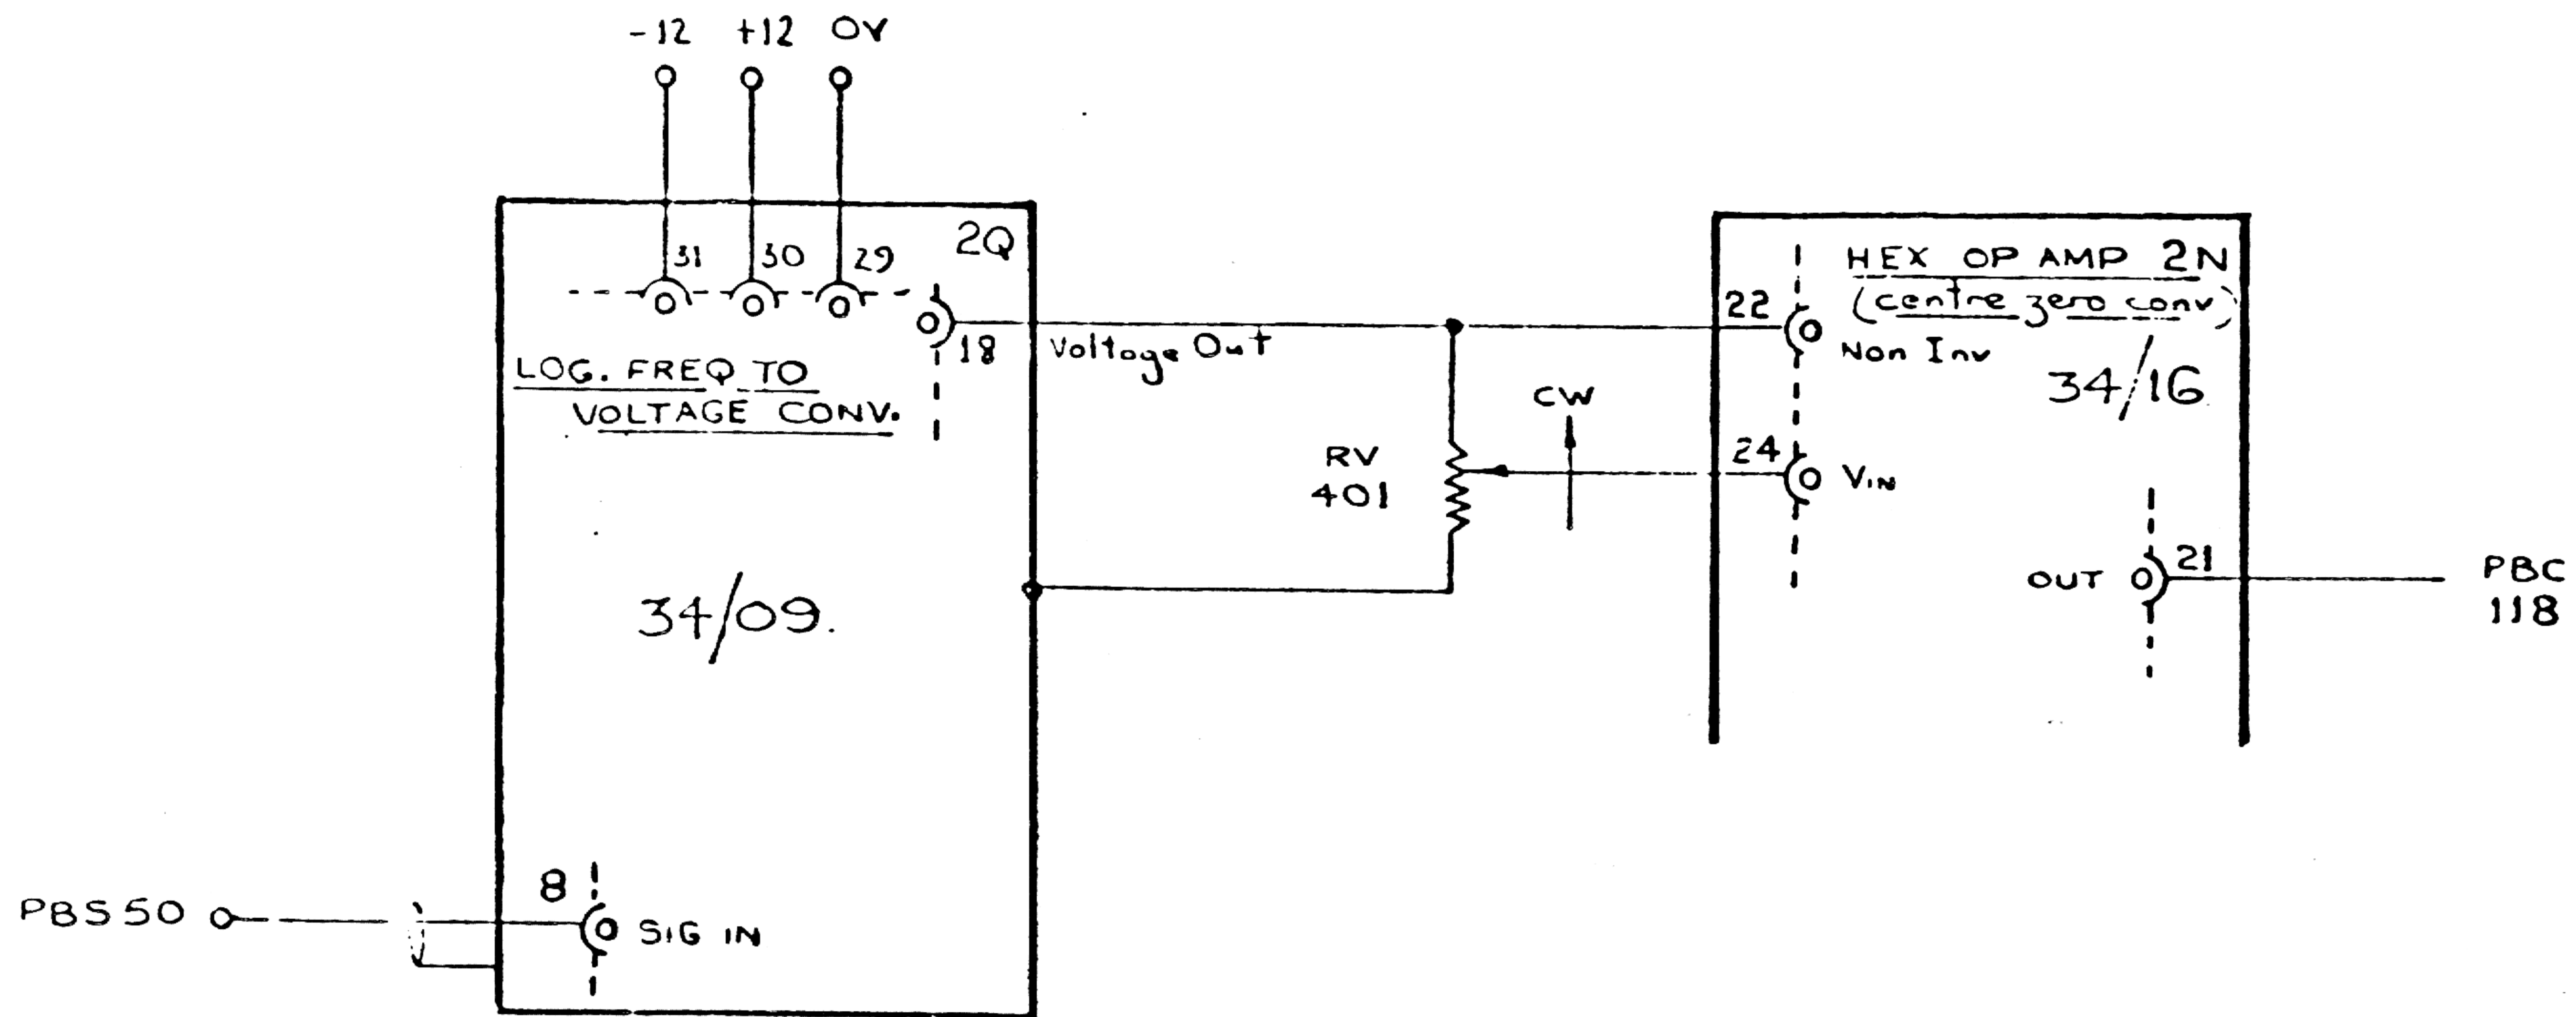 -12 +12 0V
31 30 29
2Q
18
LOG. FREQ TO
VOLTAGE CONV.
34/09.
8
SIG IN
PBS50
Voltage Out
RV
401
CW
HEX OP AMP 2N
(centre zero conv)
34/16
22
Non Inv
24
VIN
OUT
21
PBC
118